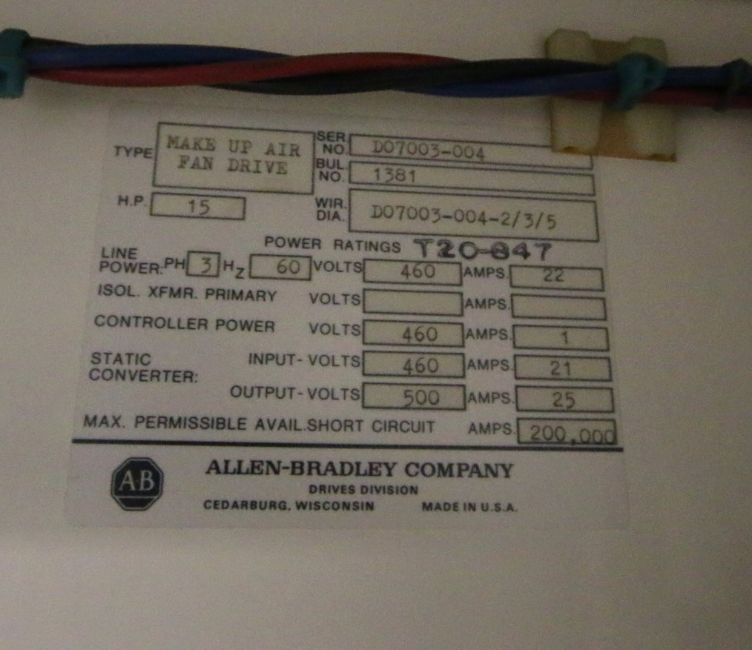 TYPE MAKE UP AIR FAN DRIVE
SER. NO. D07003-004
BUL. NO. 1381
H.P. 15
WIR. DIA. D07003-004-2/3/5
POWER RATINGS T20-847
LINE POWER: PH 3 HZ 60 VOLTS 460 AMPS. 22
ISOL. XFMR. PRIMARY VOLTS AMPS.
CONTROLLER POWER VOLTS 460 AMPS. 1
STATIC CONVERTER: INPUT-VOLTS 460 AMPS. 21
OUTPUT-VOLTS 500 AMPS. 25
MAX. PERMISSIBLE AVAIL. SHORT CIRCUIT AMPS. 200,000
AB ALLEN-BRADLEY COMPANY
DRIVES DIVISION
CEDARBURG, WISCONSIN MADE IN U.S.A.